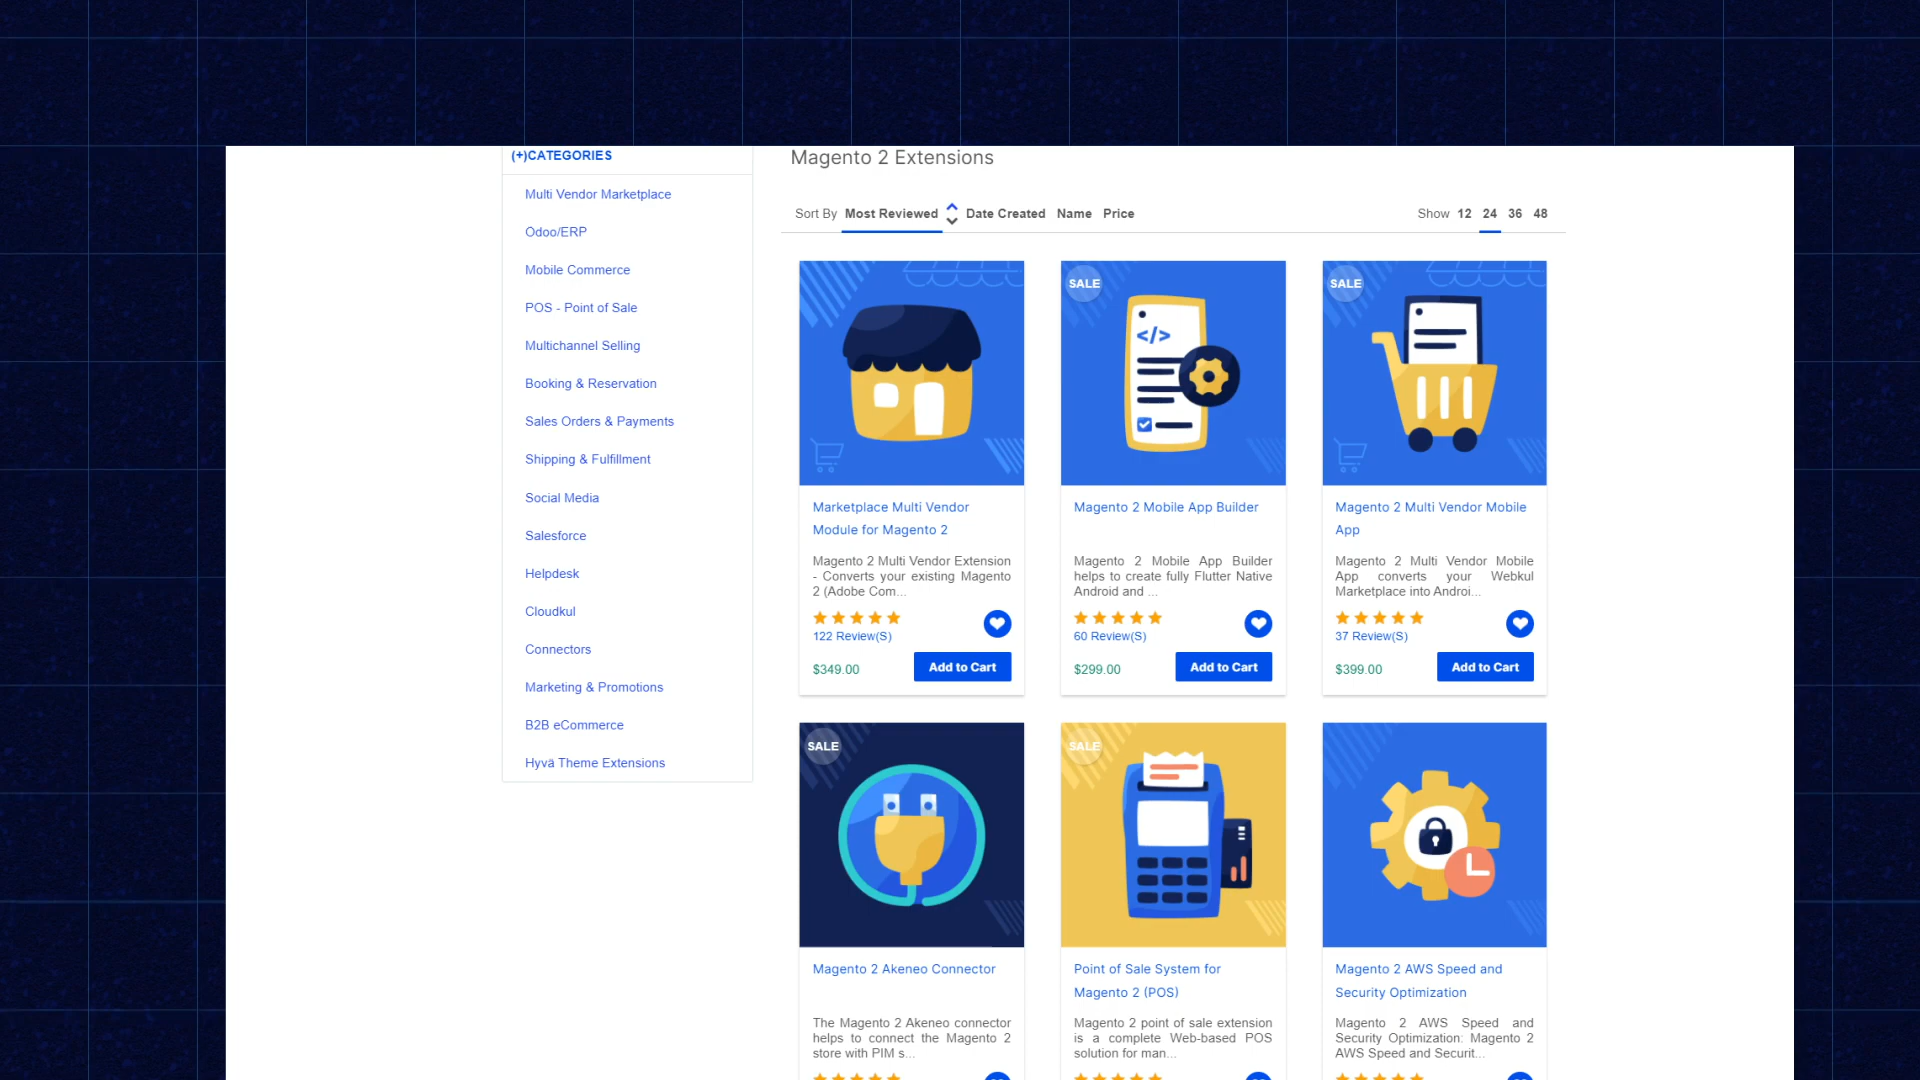 (+)CATEGORIES
Multi Vendor Marketplace
Odoo/ERP
Mobile Commerce
POS - Point of Sale
Multichannel Selling
Booking & Reservation
Sales Orders & Payments
Shipping & Fulfillment
Social Media
Salesforce
Helpdesk
Cloudkul
Connectors
Marketing & Promotions
B2B eCommerce
Hyvä Theme Extensions
Magento 2 Extensions
Sort By Most Reviewed Date Created Name Price
Show 12 24 36 48
Marketplace Multi Vendor
Module for Magento 2
Magento 2 Multi Vendor Extension
- Converts your existing Magento
2 (Adobe Com...
122 Review(S)
$349.00
Add to Cart
SALE
</>
Magento 2 Mobile App Builder
Magento 2 Mobile App Builder
helps to create fully Flutter Native
Android and ...
60 Review(S)
$299.00
Add to Cart
SALE
Magento 2 Multi Vendor Mobile
App
Magento 2 Multi Vendor Mobile
App converts your Webkul
Marketplace into Androi...
37 Review(S)
$399.00
Add to Cart
SALE
Magento 2 Akeneo Connector
The Magento 2 Akeneo connector
helps to connect the Magento 2
store with PIM s...
SALE
Point of Sale System for
Magento 2 (POS)
Magento 2 point of sale extension
is a complete Web-based POS
solution for man...
Magento 2 AWS Speed and
Security Optimization
Magento 2 AWS Speed and
Security Optimization: Magento 2
AWS Speed and Securit...